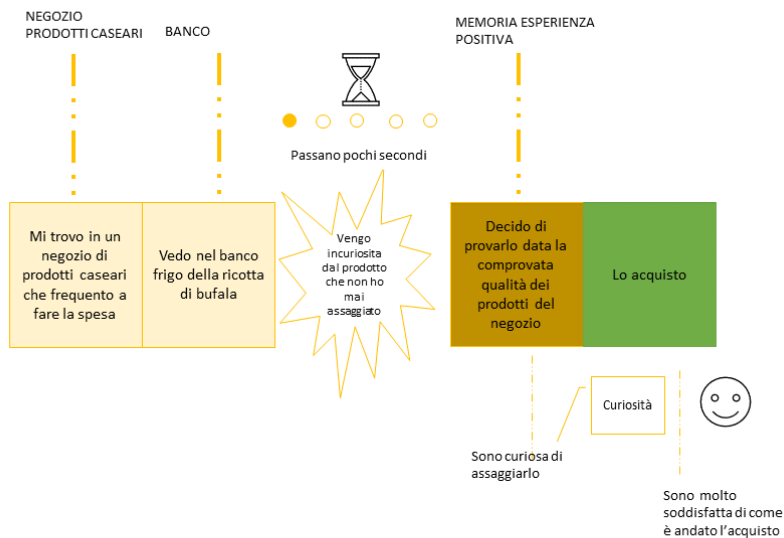 NEGOZIO
PRODOTTI CASEARI
BANCO
MEMORIA ESPERIENZA
POSITIVA
Passano pochi secondi
Mi trovo in un
negozio di
prodotti caseari
che frequento a
fare la spesa
Vedo nel banco
frigo della ricotta
di bufala
Vengo
incuriosita
dal prodotto
che non ho
mai
assaggiato
Decido di
provarlo data la
comprovata
qualità dei
prodotti del
negozio
Lo acquisto
Curiosità
Sono curiosa di
assaggiarlo
Sono molto
soddisfatta di come
è andato l'acquisto